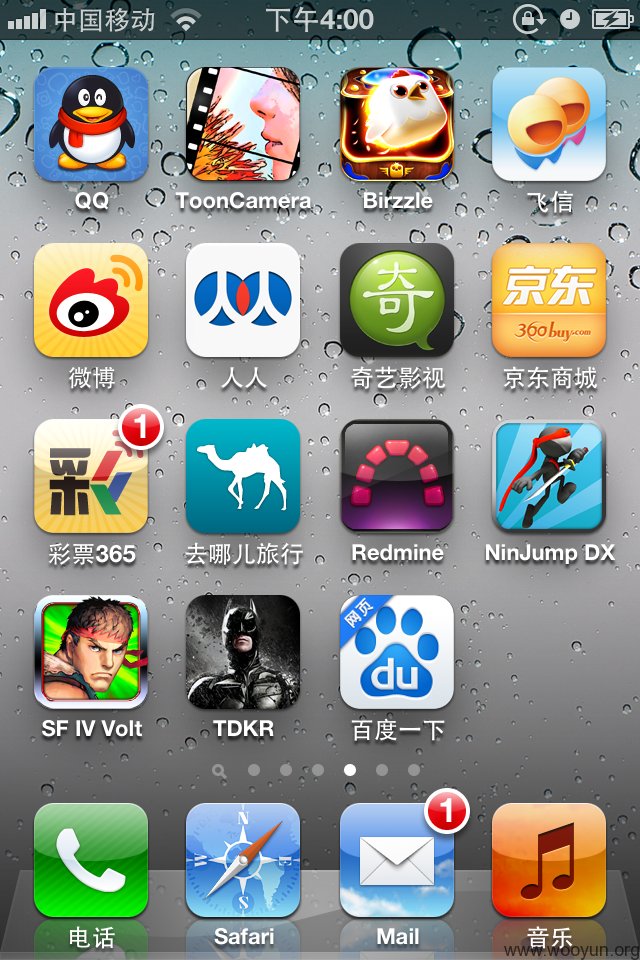 中国移动 下午4:00
QQ ToonCamera Birzzle 飞信
人人 奇 京东
360buy.com
微博 人人 奇艺影视 京东商城
1
彩
彩票365 去哪儿旅行 Redmine NinJump DX
网页
du
SF IV Volt TDKR 百度一下
1
N
W E
S
电话 Safari Mail 音乐
www.wooyun.org